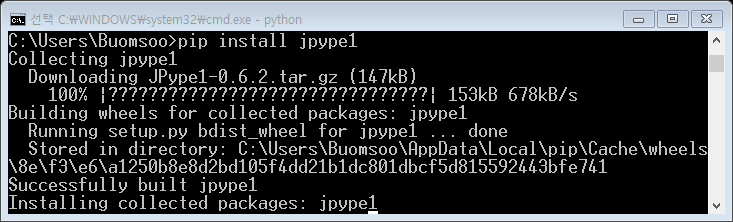 선택 C:\WINDOWS\system32\cmd.exe - python
C:\Users\Buomsoo>pip install jpype1
Collecting jpype1
  Downloading JPype1-0.6.2.tar.gz (147kB)
    100% |????????????????????????????????| 153kB 678kB/s
Building wheels for collected packages: jpype1
  Running setup.py bdist_wheel for jpype1 ... done
  Stored in directory: C:\Users\Buomsoo\AppData\Local\pip\Cache\wheels
\8e\f3\e6\a1250b8e8d2bd105f4dd21b1dc801dbcf5d815592443bfe741
Successfully built jpype1
Installing collected packages: jpype1